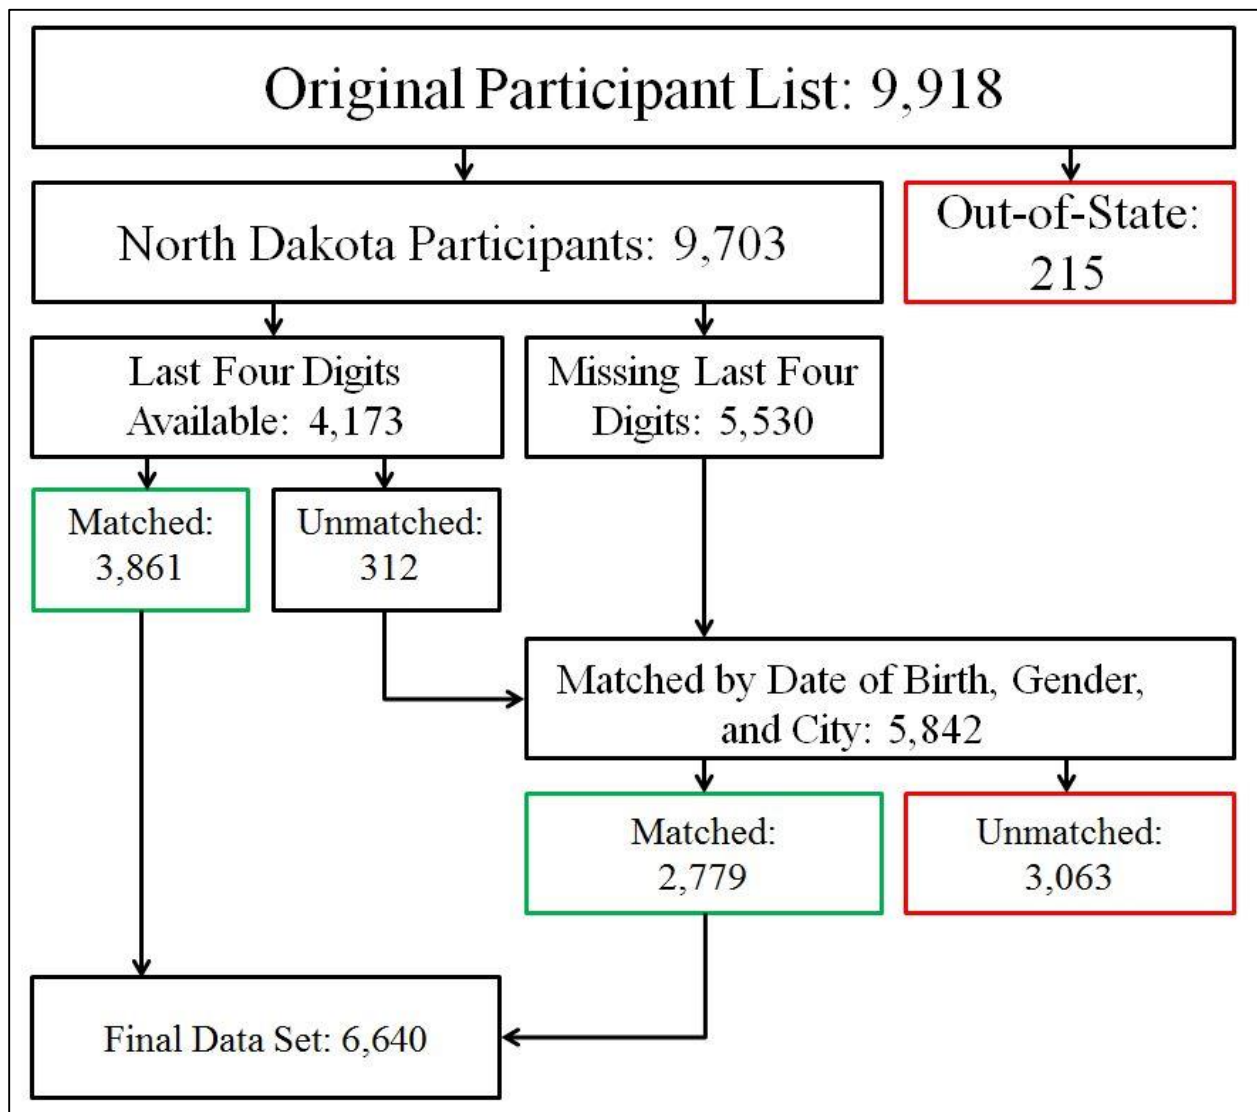 Original Participant List: 9,918
North Dakota Participants: 9,703
Out-of-State:
215
Last Four Digits
Available: 4,173
Missing Last Four
Digits: 5,530
Matched:
3,861
Unmatched:
312
Matched by Date of Birth, Gender,
and City: 5,842
Matched:
2,779
Unmatched:
3,063
Final Data Set: 6,640